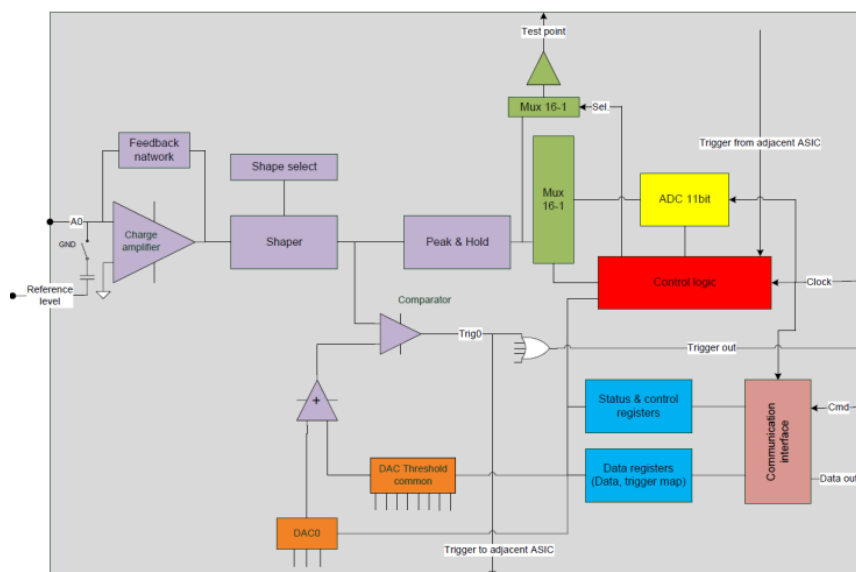 Test point
Mux 16-1
Sel
Feedback
natwork
Trigger from adjacent ASIC
Shape select
Mux
16-1
ADC 11bit
A0
GND
Charge
amplifier
Shaper
Peak & Hold
Reference
level
Control logic
Clock
Comparator
Trig0
Trigger out
+
Status & control
registers
Communication
interface
Cmd
DAC Threshold
common
Data registers
(Data, trigger map)
Data out
DAC0
Trigger to adjacent ASIC